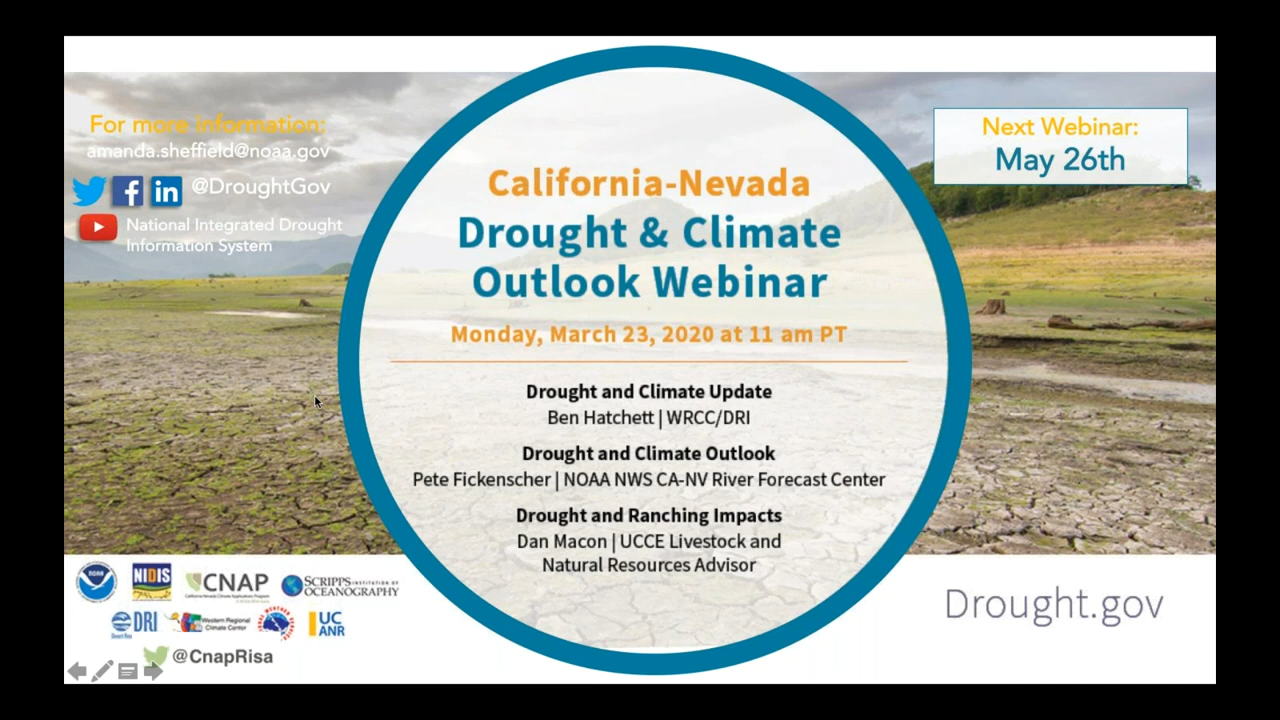 For more information:
amanda.sheffield@noaa.gov
@DroughtGov
National Integrated Drought
Information System
Next Webinar:
May 26th
California-Nevada
Drought & Climate
Outlook Webinar
Monday, March 23, 2020 at 11 am PT
Drought and Climate Update
Ben Hatchett | WRCC/DRI
Drought and Climate Outlook
Pete Fickenscher | NOAA NWS CA-NV River Forecast Center
Drought and Ranching Impacts
Dan Macon | UCCE Livestock and
Natural Resources Advisor
NOAA
NIDIS
CNAP
SCRIPPS INSTITUTION OF
OCEANOGRAPHY
DRI
Western Regional
Climate Center
UC
ANR
@CnapRisa
Drought.gov